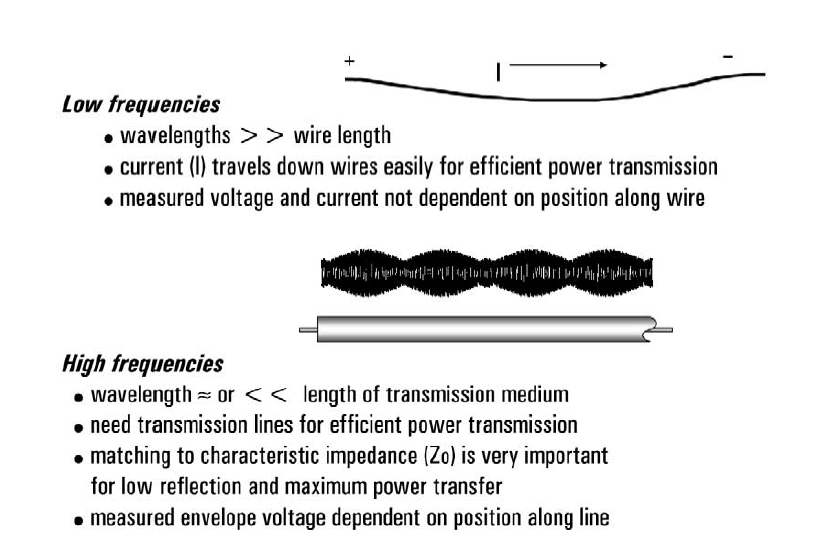 + –
I
Low frequencies
• wavelengths > > wire length
• current (I) travels down wires easily for efficient power transmission
• measured voltage and current not dependent on position along wire
High frequencies
• wavelength ≈ or < < length of transmission medium
• need transmission lines for efficient power transmission
• matching to characteristic impedance (Zo) is very important
for low reflection and maximum power transfer
• measured envelope voltage dependent on position along line